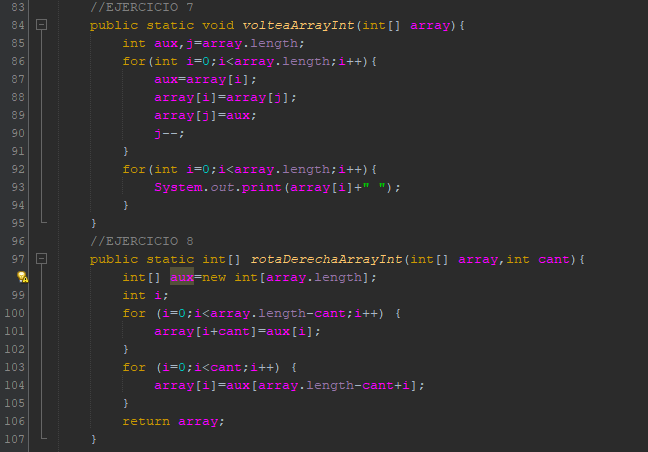 83 //EJERCICIO 7
84 public static void volteaArrayInt(int[] array){
85 int aux,j=array.length;
86 for(int i=0;i<array.length;i++){
87 aux=array[i];
88 array[i]=array[j];
89 array[j]=aux;
90 j--;
91 }
92 for(int i=0;i<array.length;i++){
93 System.out.print(array[i]+" ");
94 }
95 }
96 //EJERCICIO 8
97 public static int[] rotaDerechaArrayInt(int[] array,int cant){
int[] aux=new int[array.length];
99 int i;
100 for (i=0;i<array.length-cant;i++) {
101 array[i+cant]=aux[i];
102 }
103 for (i=0;i<cant;i++) {
104 array[i]=aux[array.length-cant+i];
105 }
106 return array;
107 }